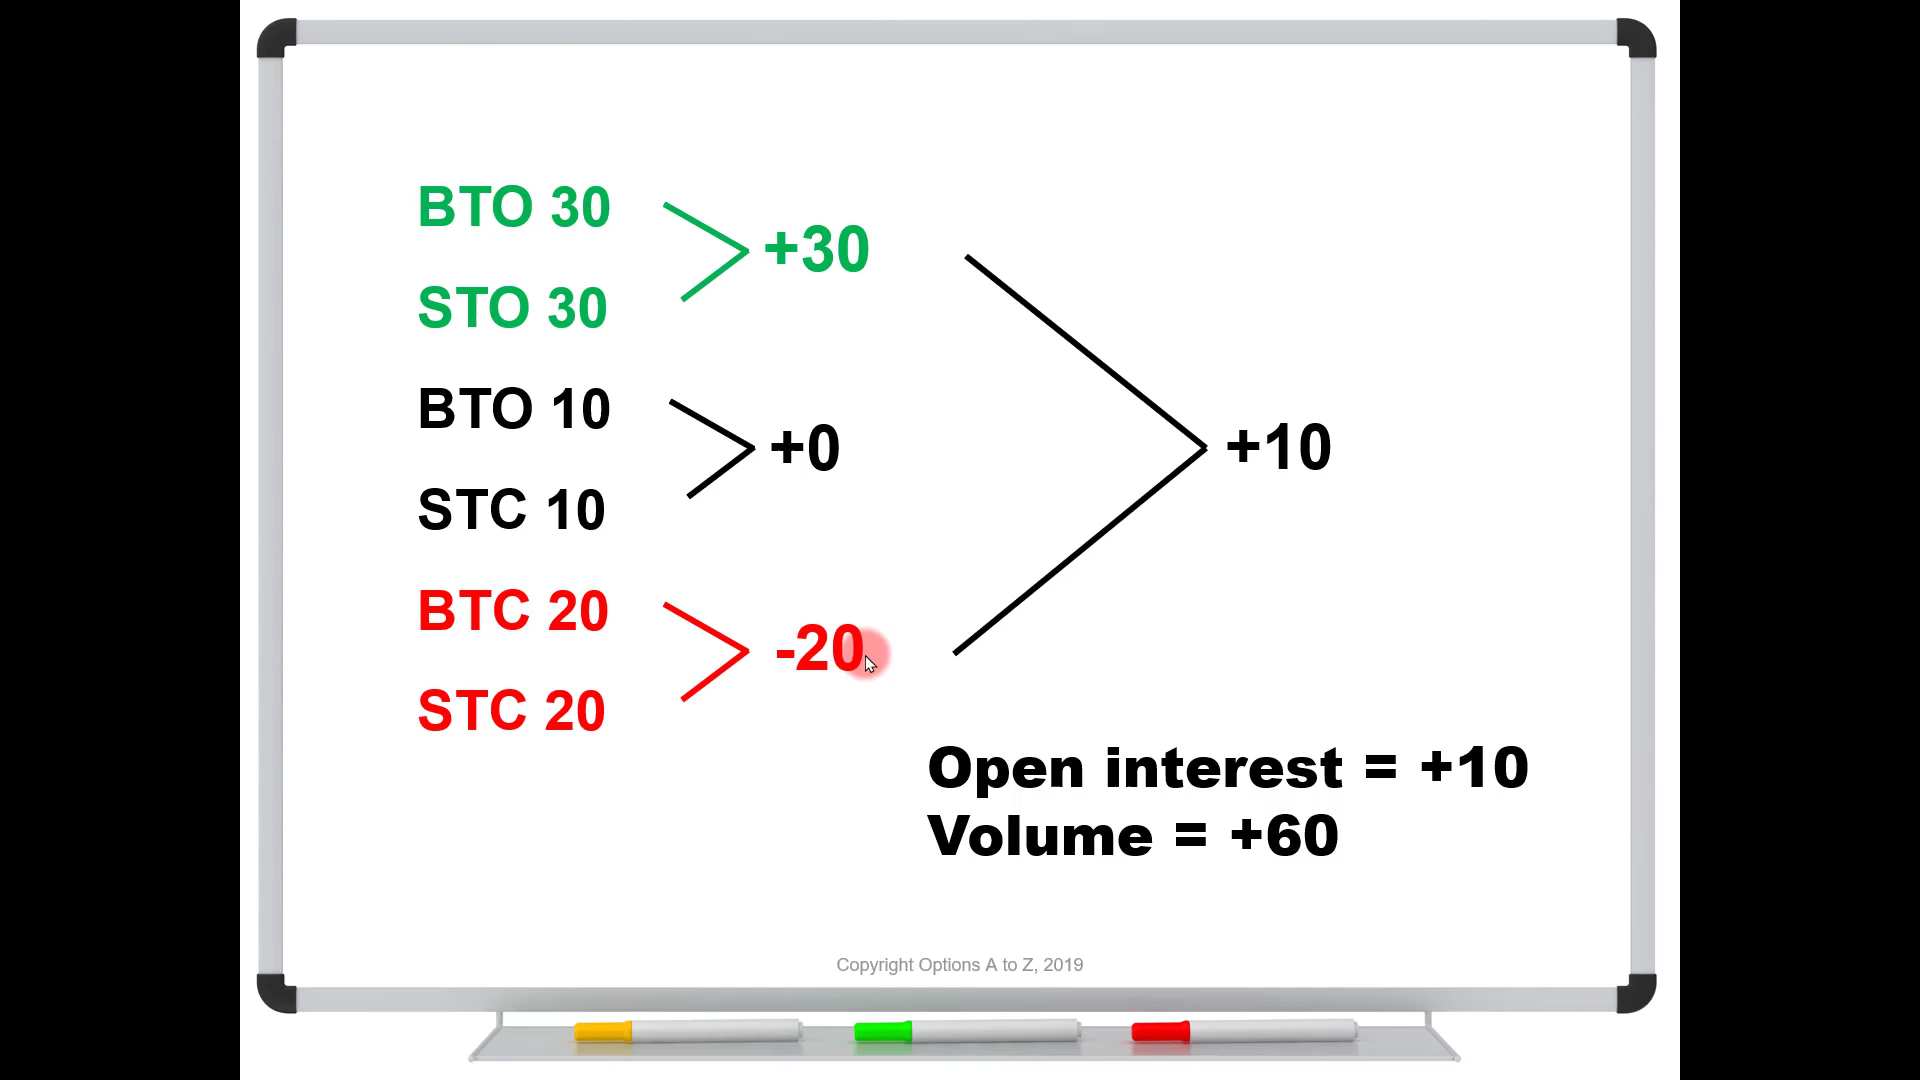 BTO 30
STO 30
+30
BTO 10
STC 10
+0
BTC 20
STC 20
-20
+10
Open interest = +10
Volume = +60
Copyright Options A to Z, 2019